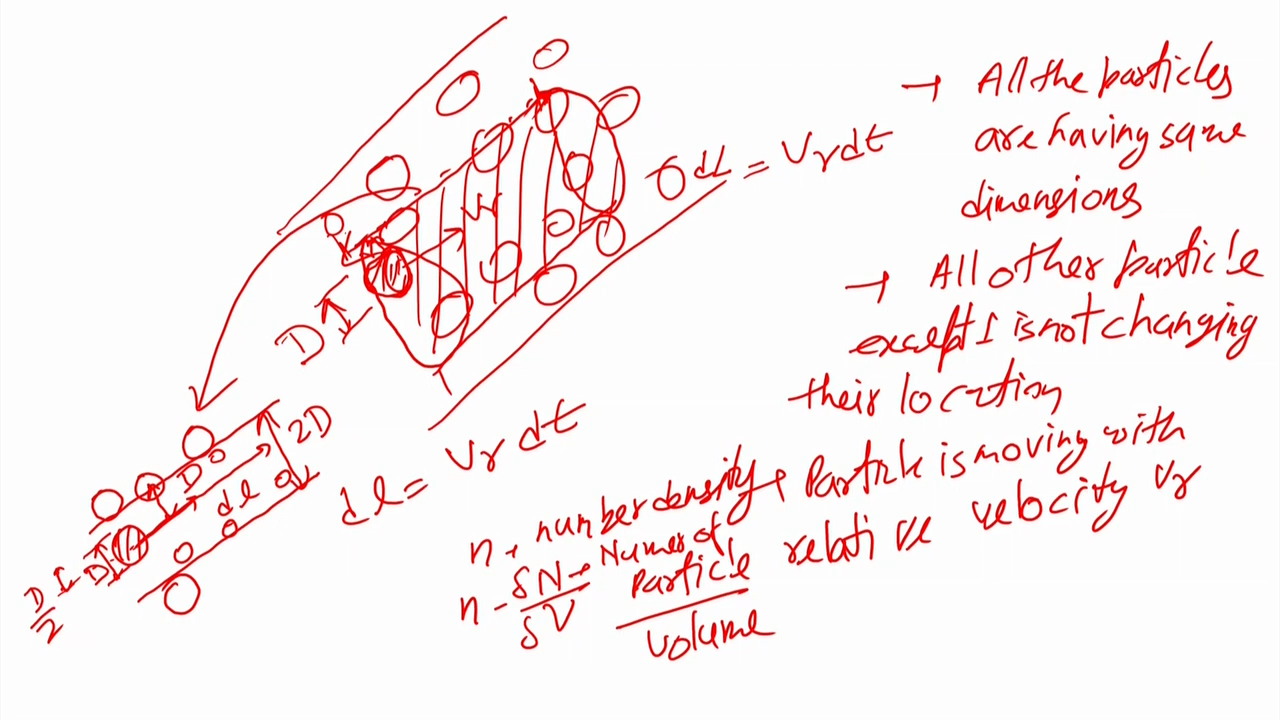 → All the particles
are having same
dimensions
dl = Vr dt
→ All other particle
except 1 is not changing
their location
D
2D
D
dl
D
D/2
dl = Vr dt
n → number density
→ Particle is moving with
relative velocity Vr
n - δN/δV → Numer of Particle / volume